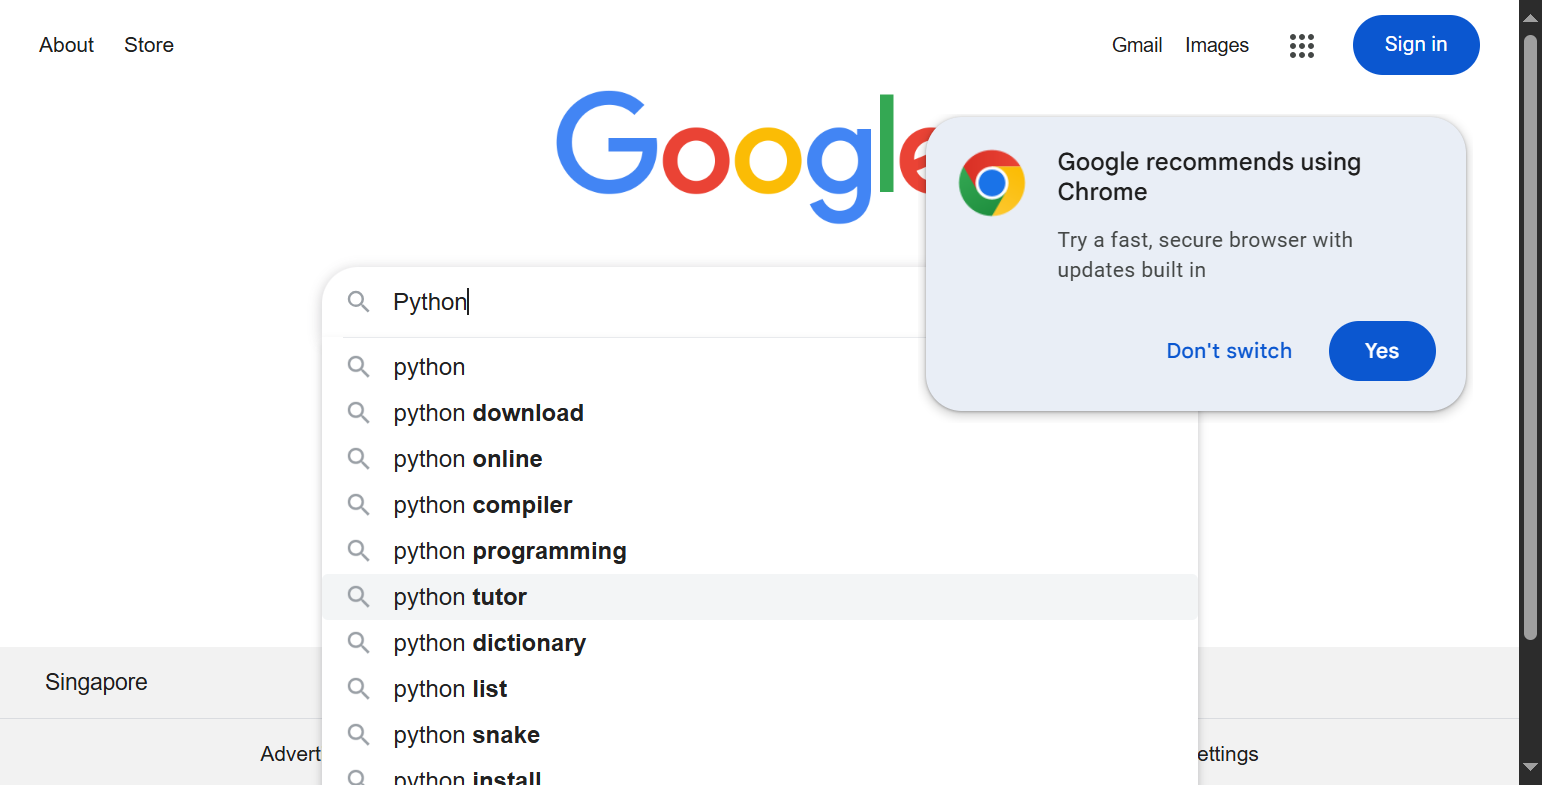 About Store
Gmail Images
Sign in
Google
Google recommends using
Chrome
Try a fast, secure browser with
updates built in
Don't switch
Yes
Python
python
python download
python online
python compiler
python programming
python tutor
python dictionary
python list
python snake
python install
Singapore
Advert
ettings